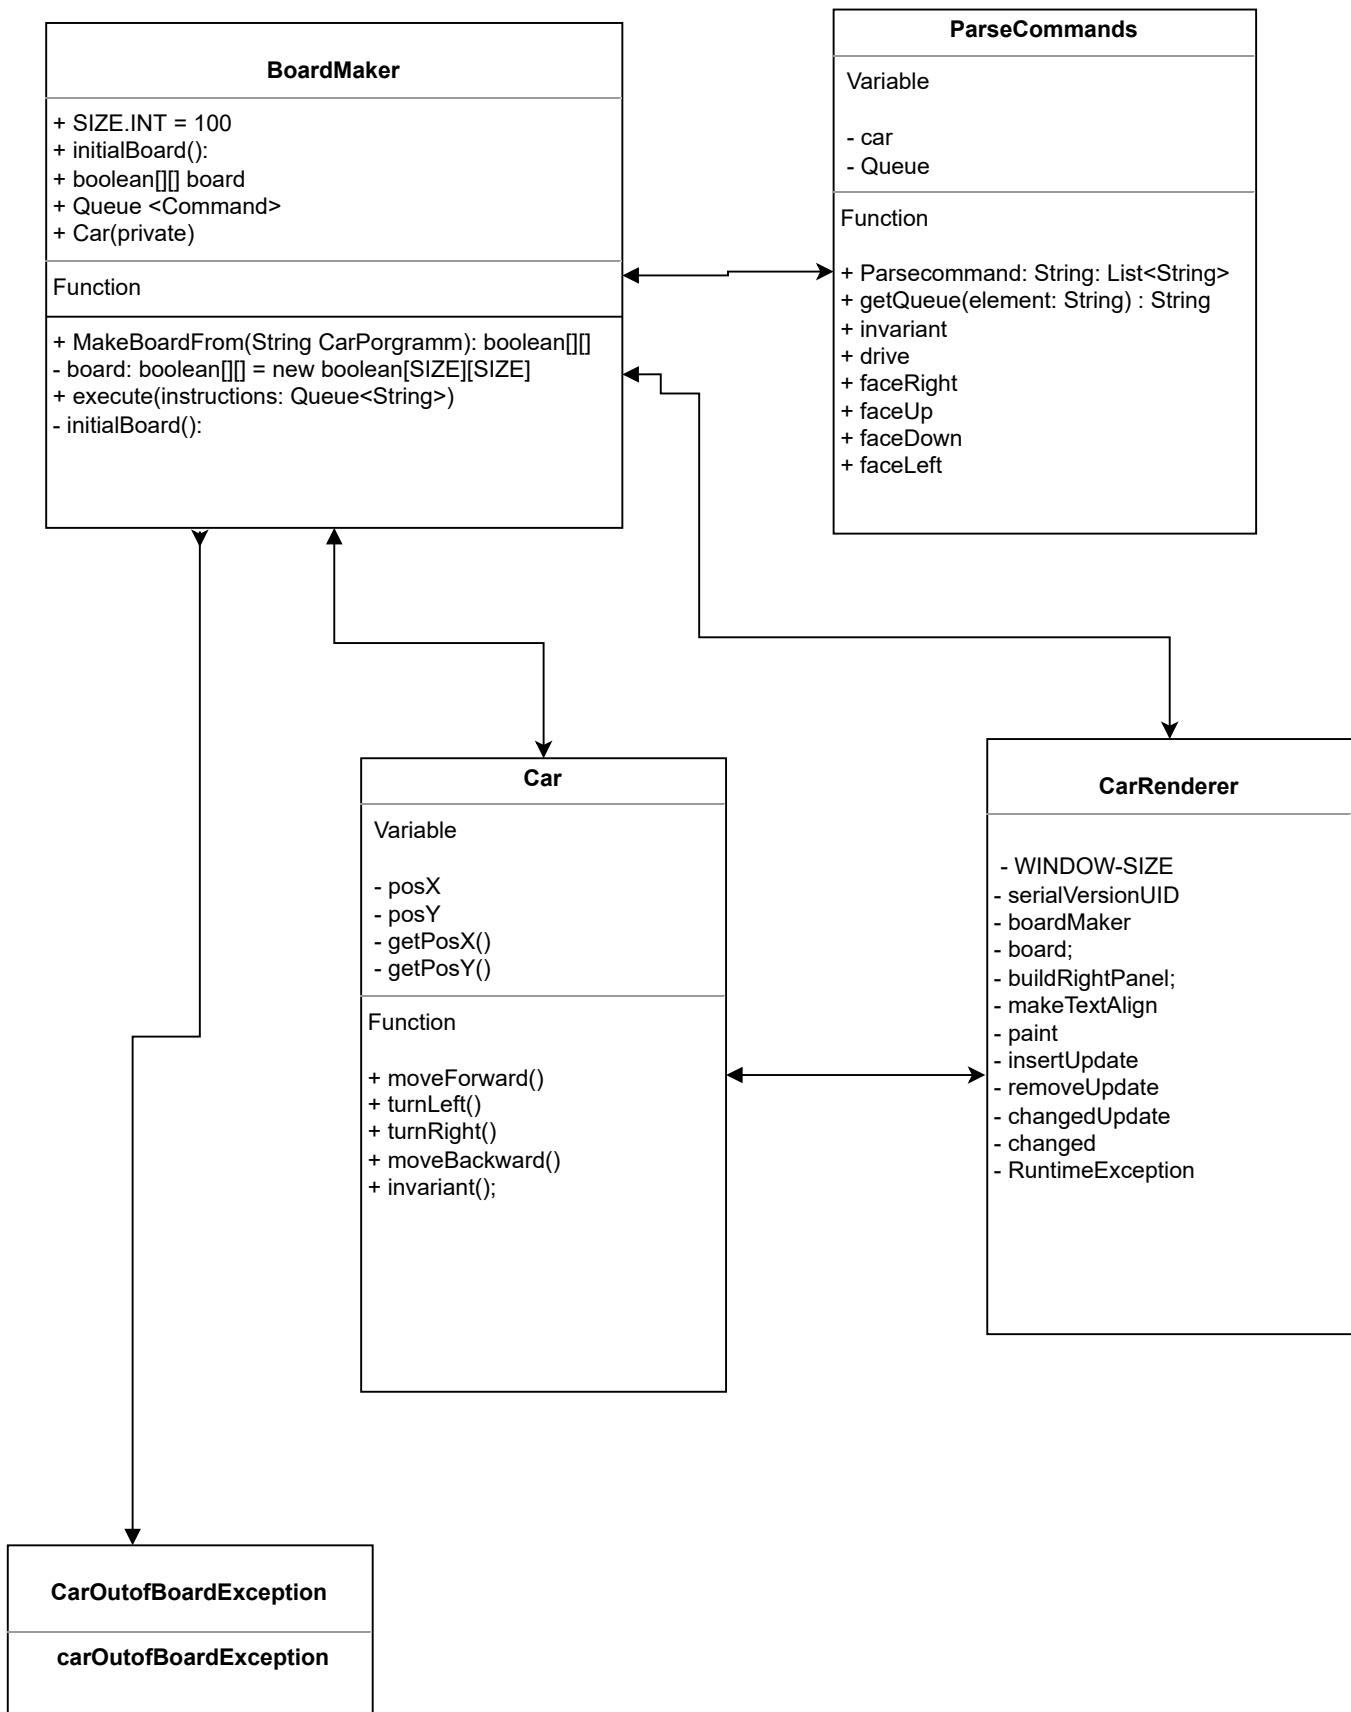 BoardMaker
+ SIZE.INT = 100
+ initialBoard():
+ boolean[][] board
+ Queue <Command>
+ Car(private)
Function
+ MakeBoardFrom(String CarPorgramm): boolean[][]
- board: boolean[][] = new boolean[SIZE][SIZE]
+ execute(instructions: Queue<String>)
- initialBoard():
ParseCommands
Variable
- car
- Queue
Function
+ Parsecommand: String: List<String>
+ getQueue(element: String) : String
+ invariant
+ drive
+ faceRight
+ faceUp
+ faceDown
+ faceLeft
Car
Variable
- posX
- posY
- getPosX()
- getPosY()
Function
+ moveForward()
+ turnLeft()
+ turnRight()
+ moveBackward()
+ invariant();
CarRenderer
- WINDOW-SIZE
- serialVersionUID
- boardMaker
- board;
- buildRightPanel;
- makeTextAlign
- paint
- insertUpdate
- removeUpdate
- changedUpdate
- changed
- RuntimeException
CarOutofBoardException
carOutofBoardException